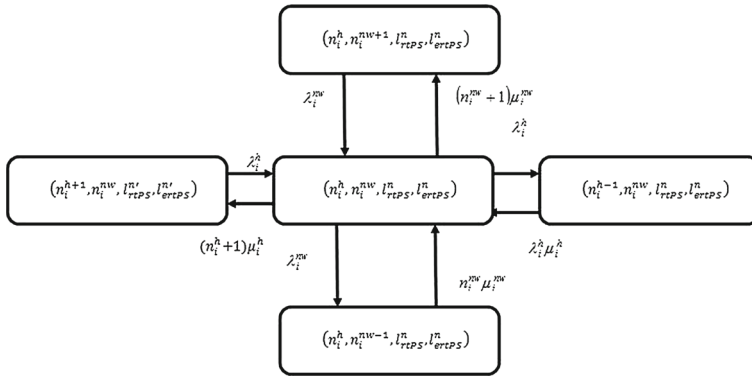 (n_i^h, n_i^{nw+1}, l_{rtPS}^n, l_{ertPS}^n)
λ_i^{nw}
(n_i^{nw} + 1)μ_i^{nw}
λ_i^h
λ_i^h
(n_i^{h+1}, n_i^{nw}, l_{rtPS}^{n'}, l_{ertPS}^{n'})
(n_i^h, n_i^{nw}, l_{rtPS}^n, l_{ertPS}^n)
(n_i^{h-1}, n_i^{nw}, l_{rtPS}^n, l_{ertPS}^n)
(n_i^h+1)μ_i^h
λ_i^{nw}
λ_i^h μ_i^h
n_i^{nw} μ_i^{nw}
(n_i^h, n_i^{nw-1}, l_{rtPS}^n, l_{ertPS}^n)